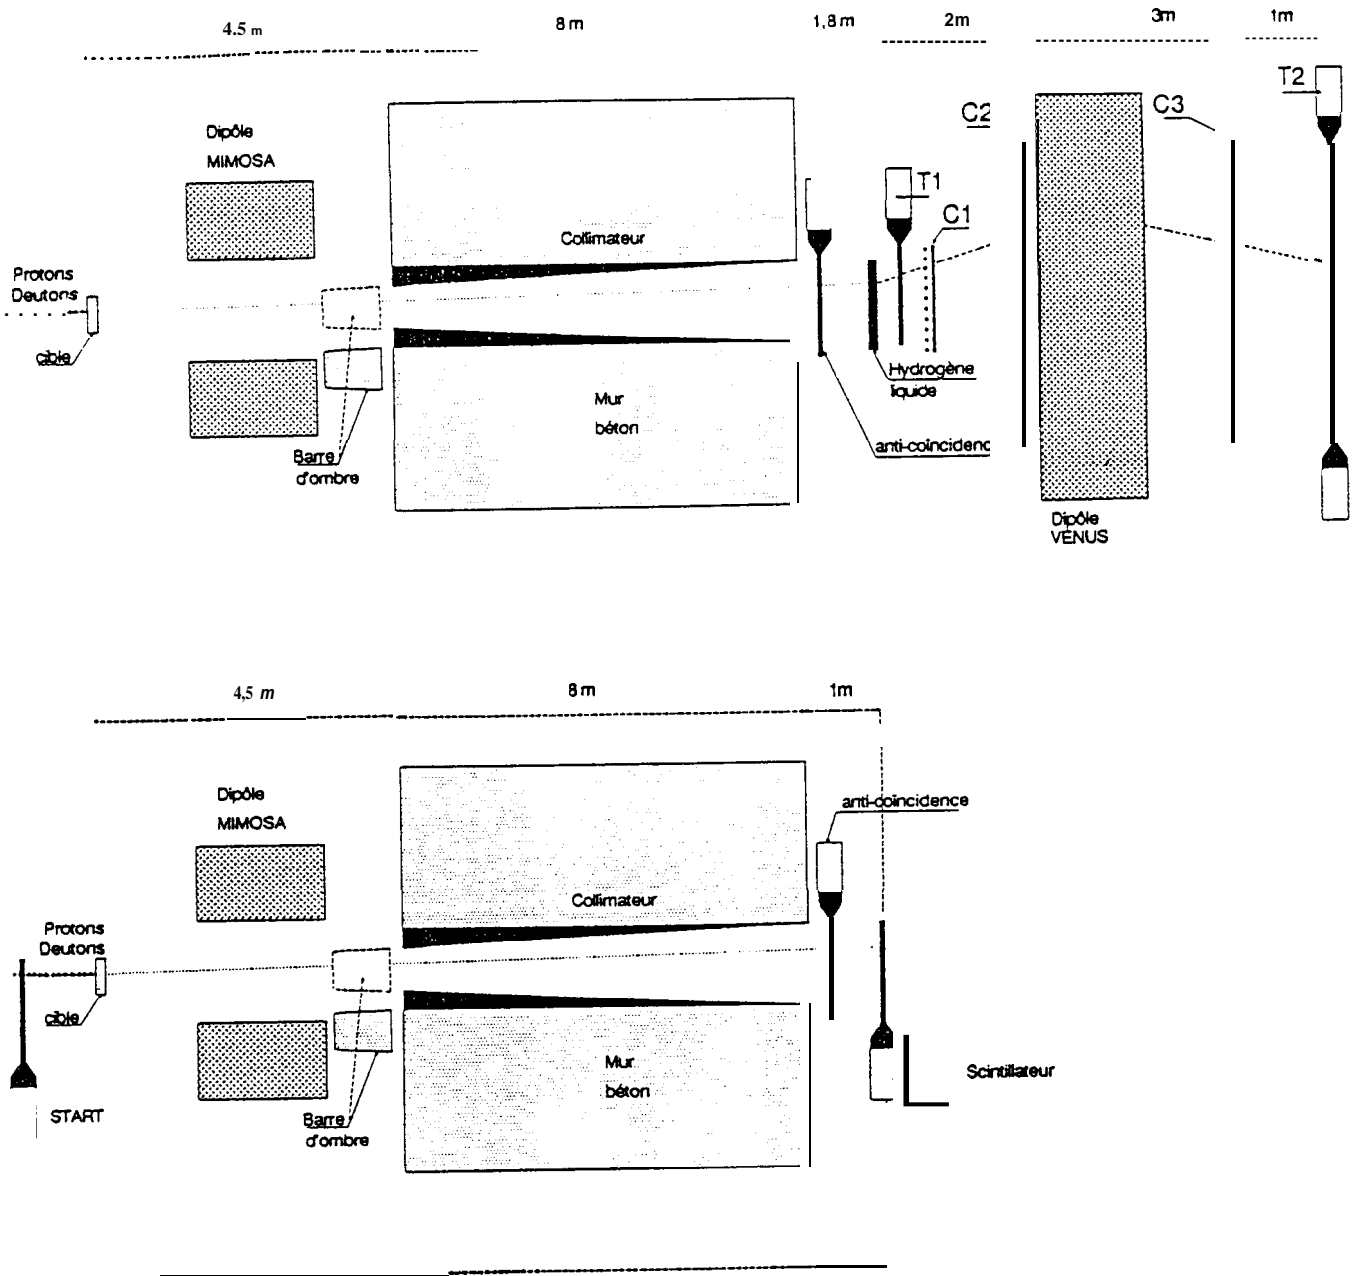 4.5 m
8 m
1,8 m
2m
3m
1m
T2
C2
C3
Dipôle
MIMOSA
T1
C1
Collimateur
Protons
Deutons
cible
Hydrogène
liquide
Mur
béton
anti-coïncidenc
Barre
d'ombre
Dipôle
VENUS
4,5 m
8 m
1m
Dipôle
MIMOSA
anti-coïncidence
Collimateur
Protons
Deutons
cible
Mur
béton
Scintillateur
START
Barre
d'ombre